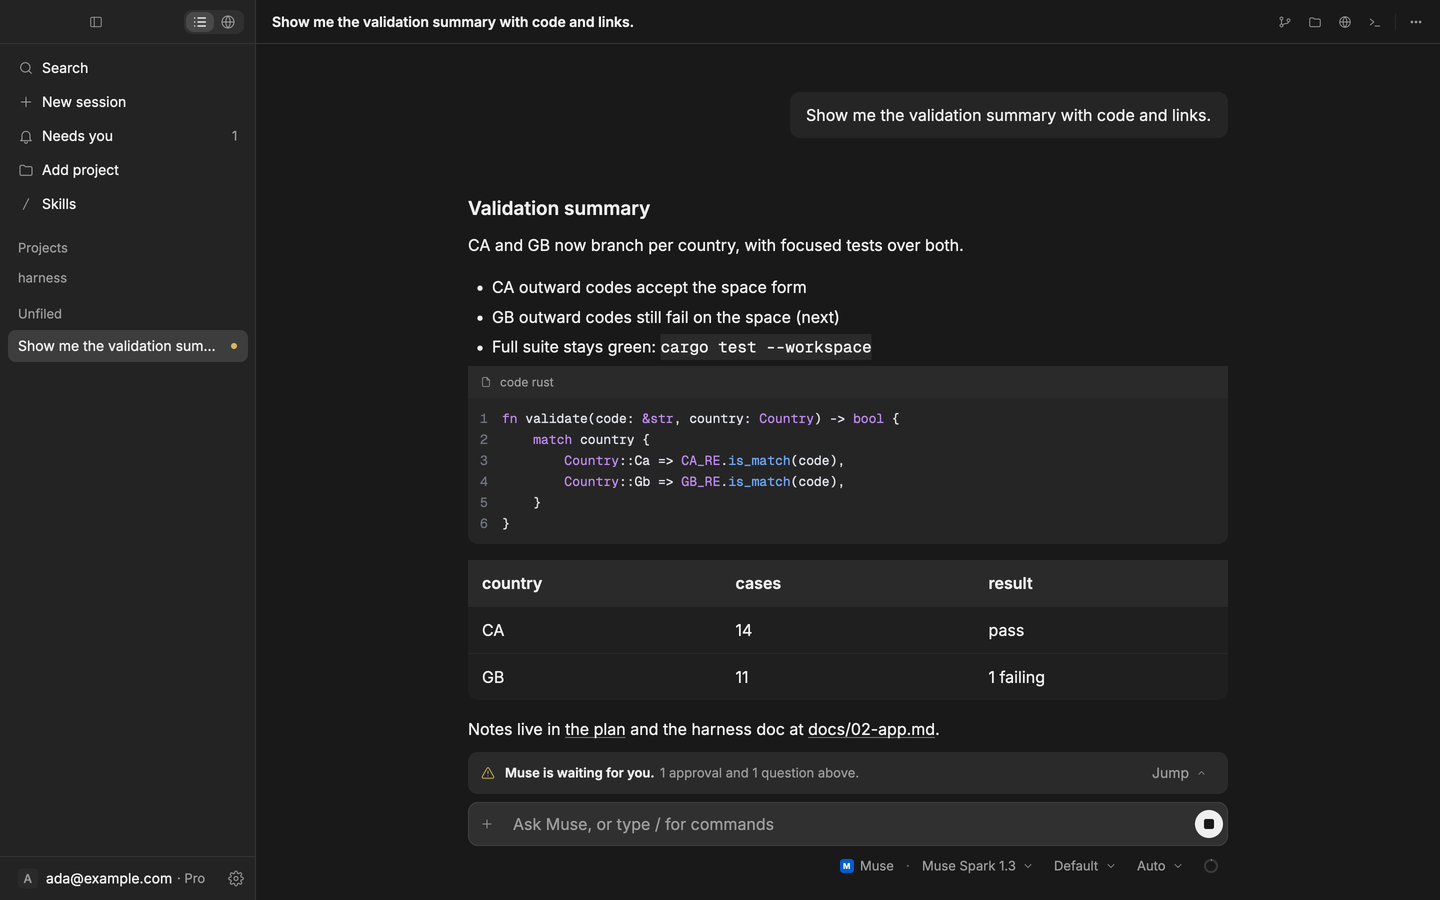 Show me the validation summary with code and links.
Search
New session
Needs you 1
Add project
Skills
Projects
harness
Unfiled
Show me the validation sum...
A ada@example.com · Pro
Show me the validation summary with code and links.
Validation summary
CA and GB now branch per country, with focused tests over both.
• CA outward codes accept the space form
• GB outward codes still fail on the space (next)
• Full suite stays green: cargo test --workspace
code rust
1 fn validate(code: &str, country: Country) -> bool {
2     match country {
3         Country::Ca => CA_RE.is_match(code),
4         Country::Gb => GB_RE.is_match(code),
5     }
6 }
country cases result
CA 14 pass
GB 11 1 failing
Notes live in the plan and the harness doc at docs/02-app.md.
Muse is waiting for you. 1 approval and 1 question above. Jump
Ask Muse, or type / for commands
M Muse · Muse Spark 1.3 Default Auto